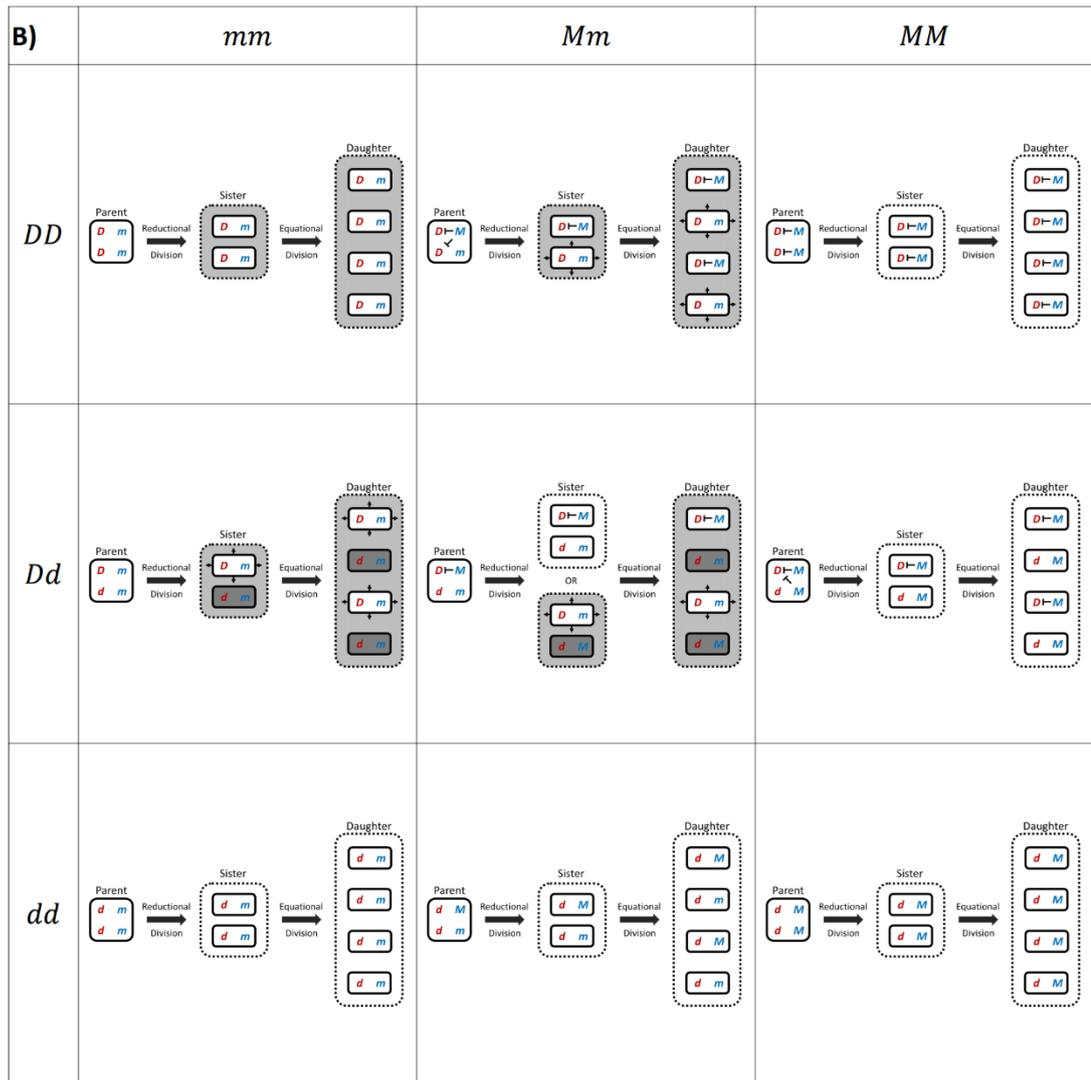 B)
mm
Mm
MM
DD
Parent
D m
D m
Reductional
Division
Sister
D m
D m
Equational
Division
Daughter
D m
D m
D m
D m
Parent
D M
D m
Reductional
Division
Sister
D M
D m
Equational
Division
Daughter
D M
D m
D M
D m
Parent
D M
D M
Reductional
Division
Sister
D M
D M
Equational
Division
Daughter
D M
D M
D M
D M
Dd
Parent
D m
d m
Reductional
Division
Sister
D m
d m
Equational
Division
Daughter
D m
d m
D m
d m
Parent
D M
d m
Reductional
Division
Sister
D M
d m
OR
D m
d M
Equational
Division
Daughter
D M
d m
D m
d M
Parent
D M
d M
Reductional
Division
Sister
D M
d M
Equational
Division
Daughter
D M
d M
D M
d M
dd
Parent
d m
d m
Reductional
Division
Sister
d m
d m
Equational
Division
Daughter
d m
d m
d m
d m
Parent
d M
d m
Reductional
Division
Sister
d M
d m
Equational
Division
Daughter
d M
d m
d M
d m
Parent
d M
d M
Reductional
Division
Sister
d M
d M
Equational
Division
Daughter
d M
d M
d M
d M